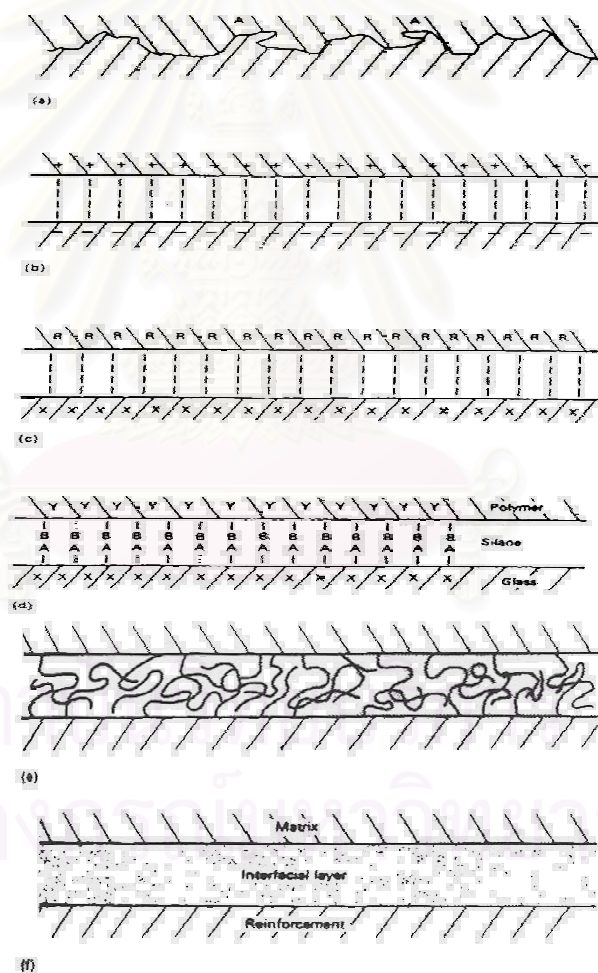 A A
(a)
+ + + + + + + + + + + + + + + + + +
− − − − − − − − − − − − − − − − − −
(b)
R R R R R R R R R R R R R R R R R
X X X X X X X X X X X X X X X X X
(c)
Y Y Y Y Y Y Y Y Y Y Y Y Polymer
B B B B B B B B B B B B B B Silane
A A A A A A A A A A A A A A
X X X X X X X X X X X X X X Glass
(d)
(e)
Matrix
Interfacial layer
Reinforcement
(f)